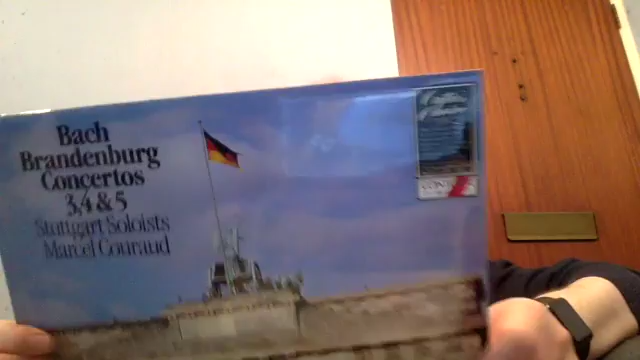 Bach
Brandenburg
Concertos
3,4 & 5
Stuttgart Soloists
Marcel Couraud